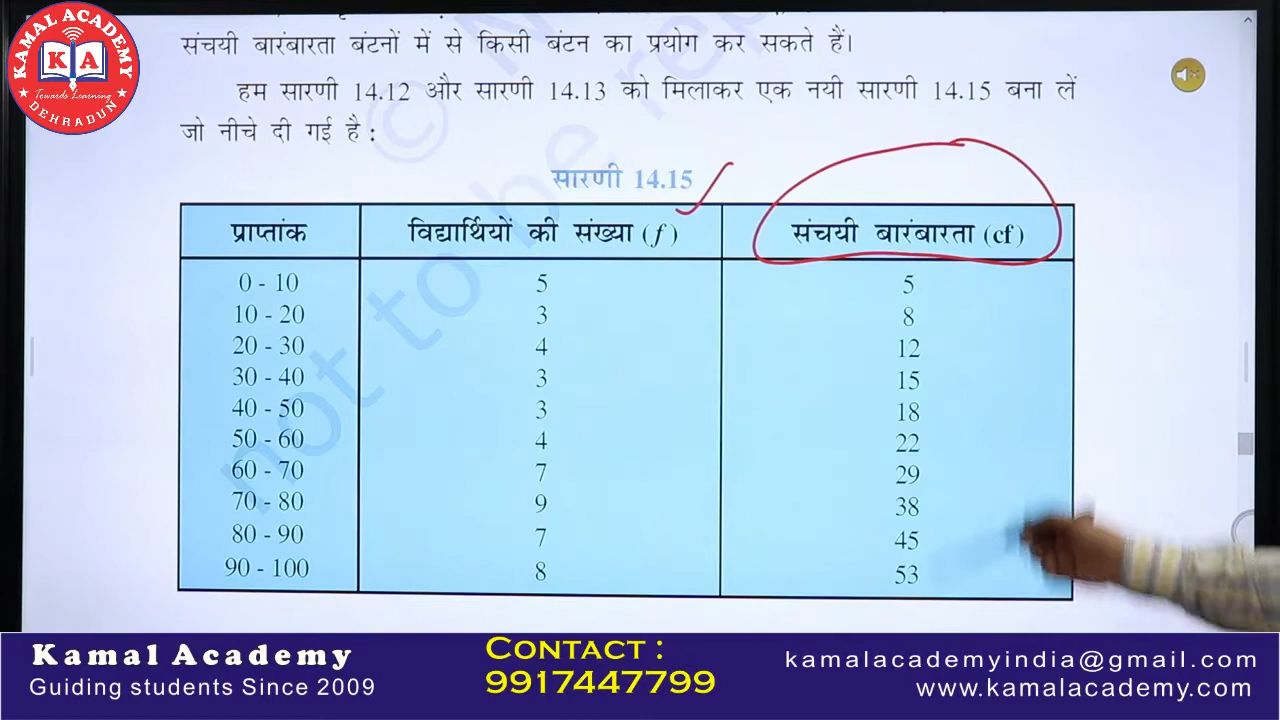 KAMAL ACADEMY
K A
Towards Learning
DEHRADUN
संचयी बारंबारता बंटनों में से किसी बंटन का प्रयोग कर सकते हैं।
हम सारणी 14.12 और सारणी 14.13 को मिलाकर एक नयी सारणी 14.15 बना लें
जो नीचे दी गई है :
सारणी 14.15
प्राप्तांक विद्यार्थियों की संख्या ( f ) संचयी बारंबारता (cf)
0 - 10 5 5
10 - 20 3 8
20 - 30 4 12
30 - 40 3 15
40 - 50 3 18
50 - 60 4 22
60 - 70 7 29
70 - 80 9 38
80 - 90 7 45
90 - 100 8 53
not to be rep
Kamal Academy
Guiding students Since 2009
CONTACT :
9917447799
kamalacademyindia@gmail.com
www.kamalacademy.com